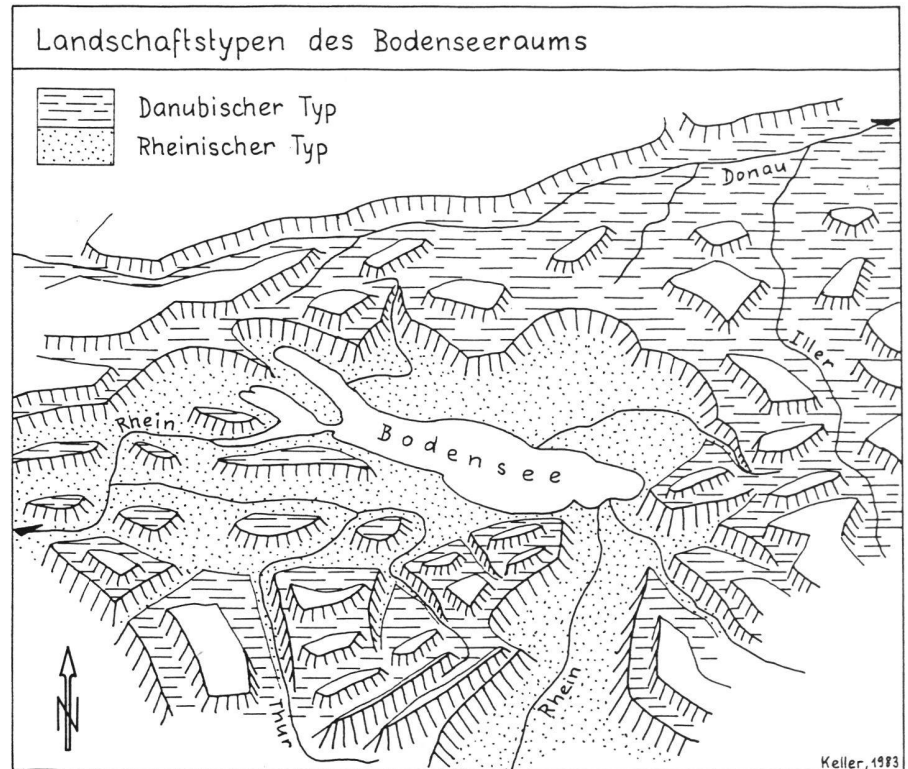 Landschaftstypen des Bodenseeraums
Danubischer Typ
Rheinischer Typ
Donau
Iller
Rhein
Bodensee
Thur
Rhein
N
Keller, 1983